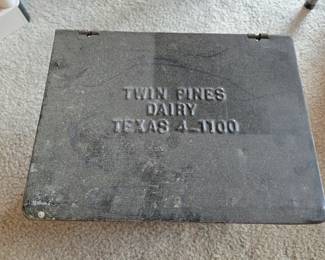 TWIN PINES
DAIRY
TEXAS 4-1100